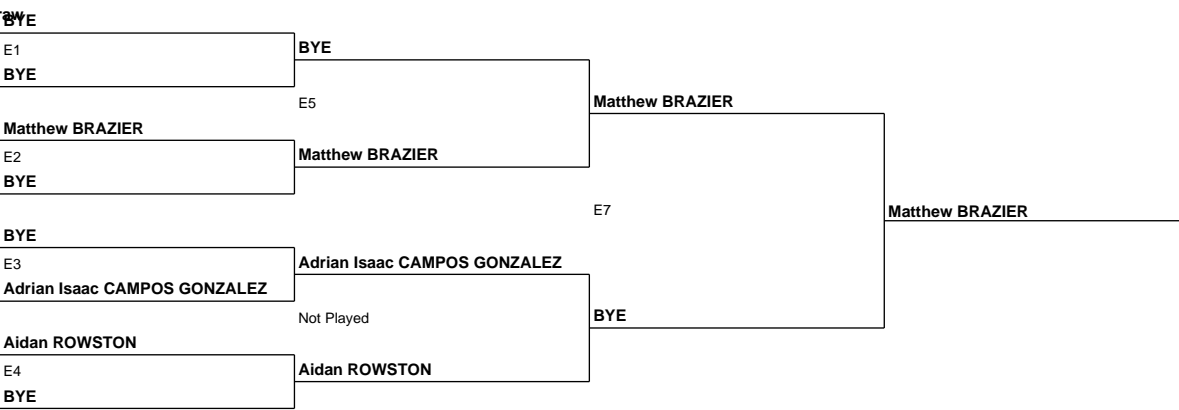 BYE
E1
BYE
BYE
E5
Matthew BRAZIER
Matthew BRAZIER
E2
Matthew BRAZIER
BYE
E7
Matthew BRAZIER
BYE
E3
Adrian Isaac CAMPOS GONZALEZ
Adrian Isaac CAMPOS GONZALEZ
Not Played
BYE
Aidan ROWSTON
E4
Aidan ROWSTON
BYE